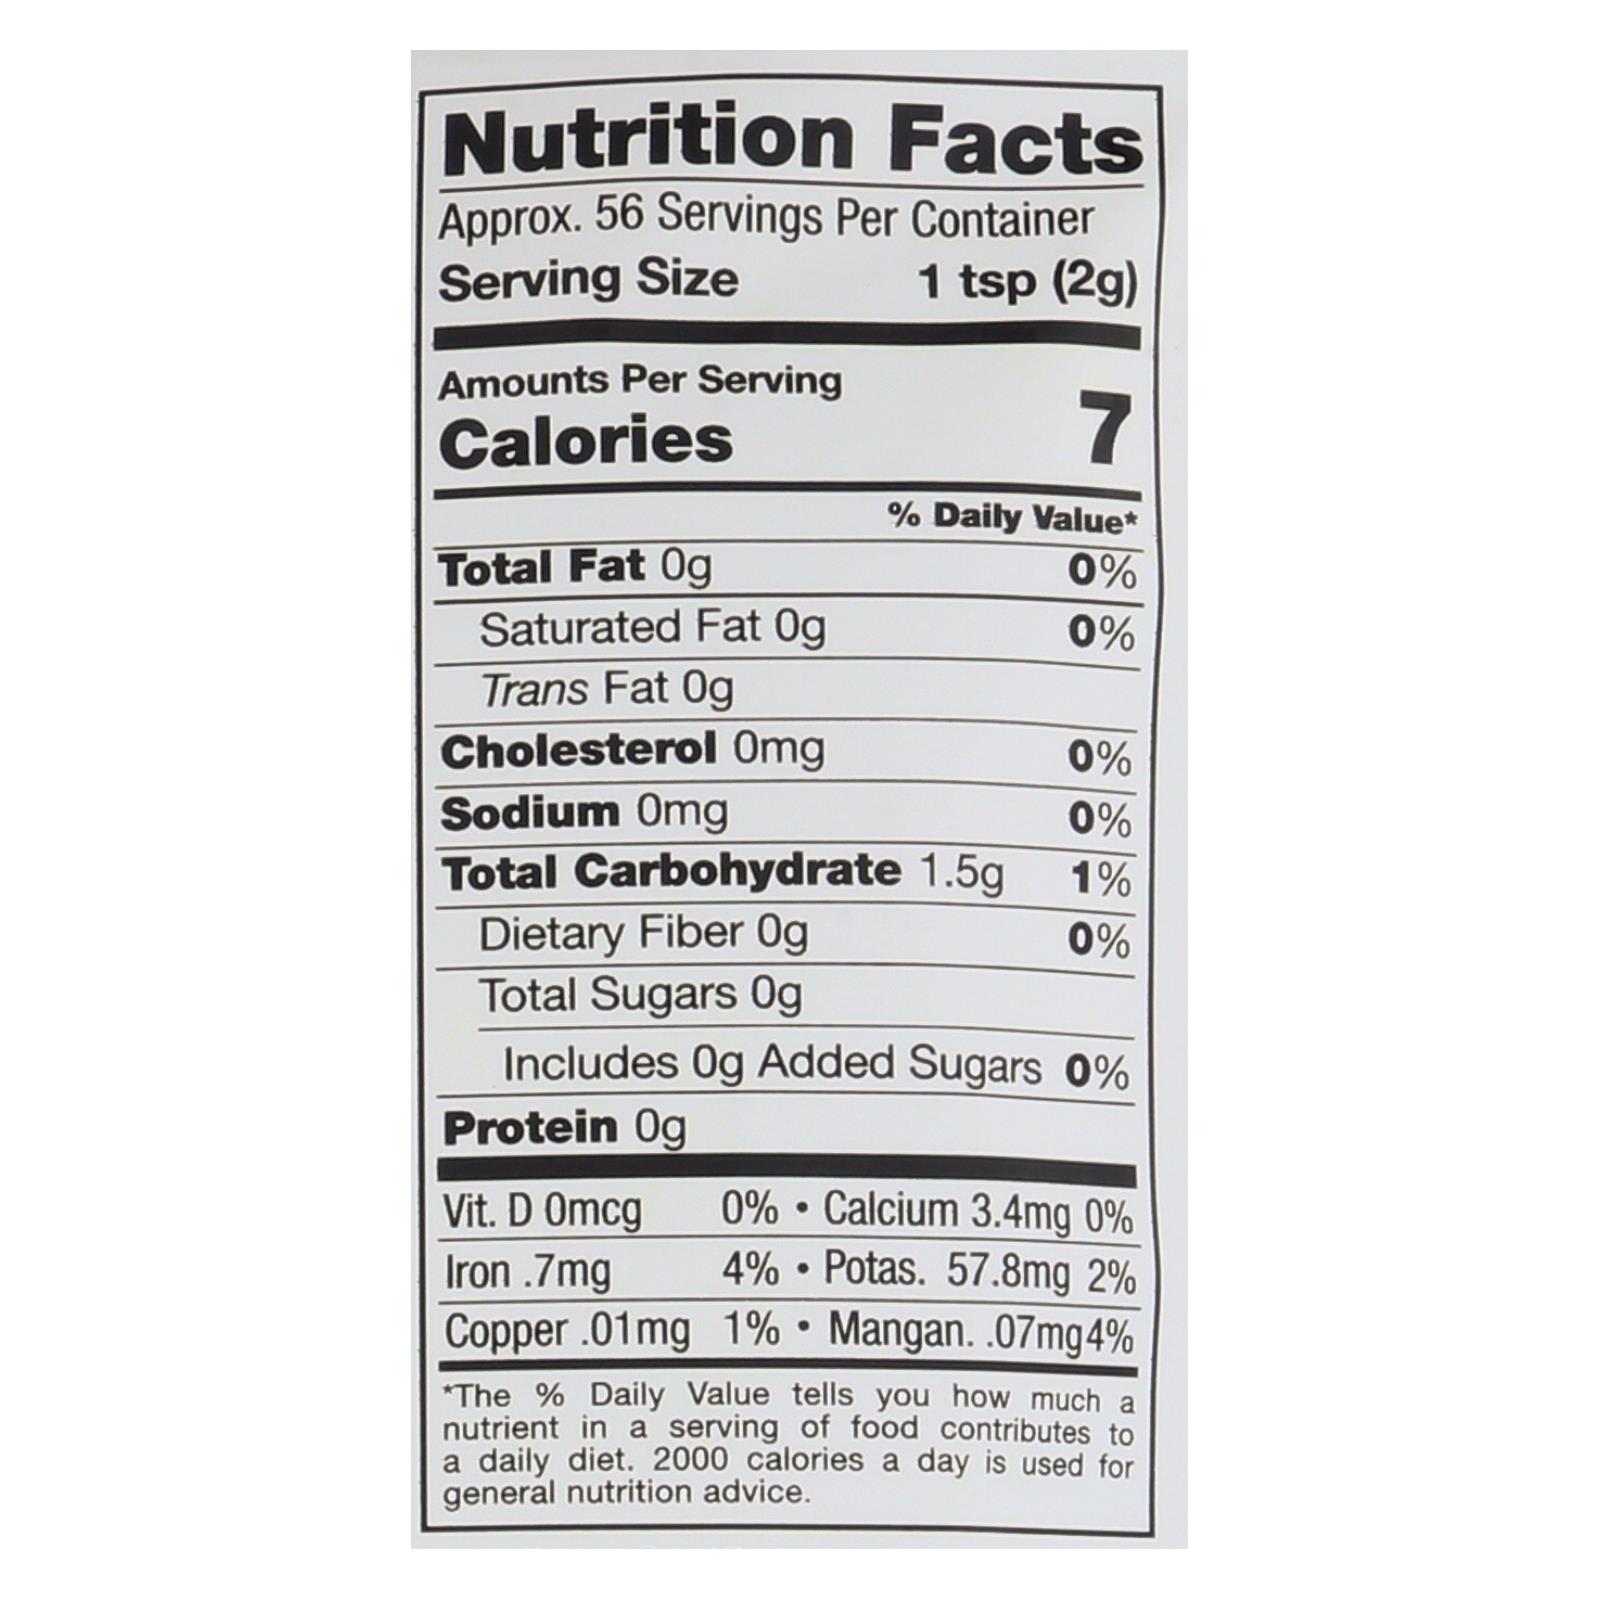 Nutrition Facts
Approx. 56 Servings Per Container
Serving Size 1 tsp (2g)
Amounts Per Serving
Calories 7
% Daily Value*
Total Fat 0g 0%
Saturated Fat 0g 0%
Trans Fat 0g
Cholesterol 0mg 0%
Sodium 0mg 0%
Total Carbohydrate 1.5g 1%
Dietary Fiber 0g 0%
Total Sugars 0g
Includes 0g Added Sugars 0%
Protein 0g
Vit. D 0mcg 0% • Calcium 3.4mg 0%
Iron .7mg 4% • Potas. 57.8mg 2%
Copper .01mg 1% • Mangan. .07mg 4%
*The % Daily Value tells you how much a
nutrient in a serving of food contributes to
a daily diet. 2000 calories a day is used for
general nutrition advice.